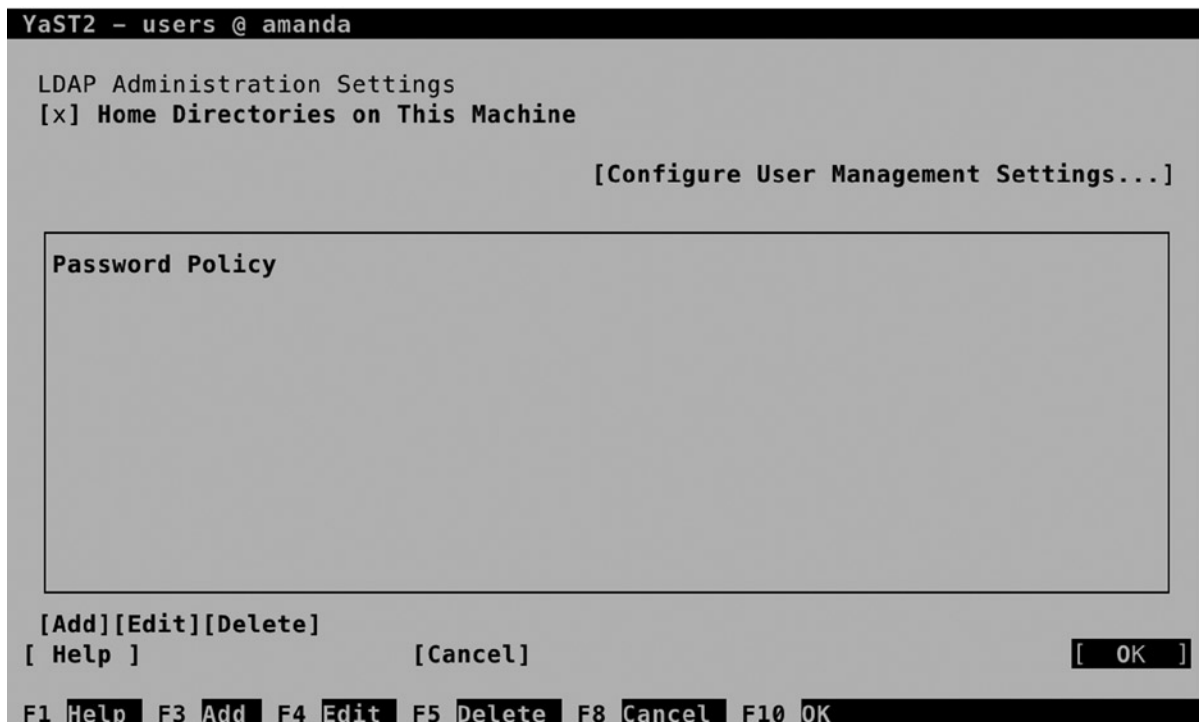 YaST2 – users @ amanda
LDAP Administration Settings
[x] Home Directories on This Machine
[Configure User Management Settings...]
Password Policy
[Add][Edit][Delete]
[ Help ] [Cancel] [ OK ]
F1 Help F3 Add F4 Edit F5 Delete F8 Cancel F10 OK